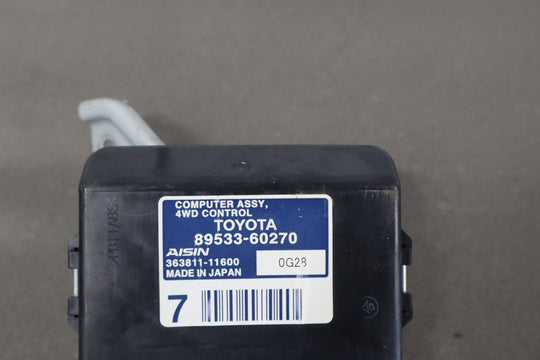 COMPUTER ASSY,
4WD CONTROL
TOYOTA
89533-60270
AISIN
363811-11600
0G28
MADE IN JAPAN
7